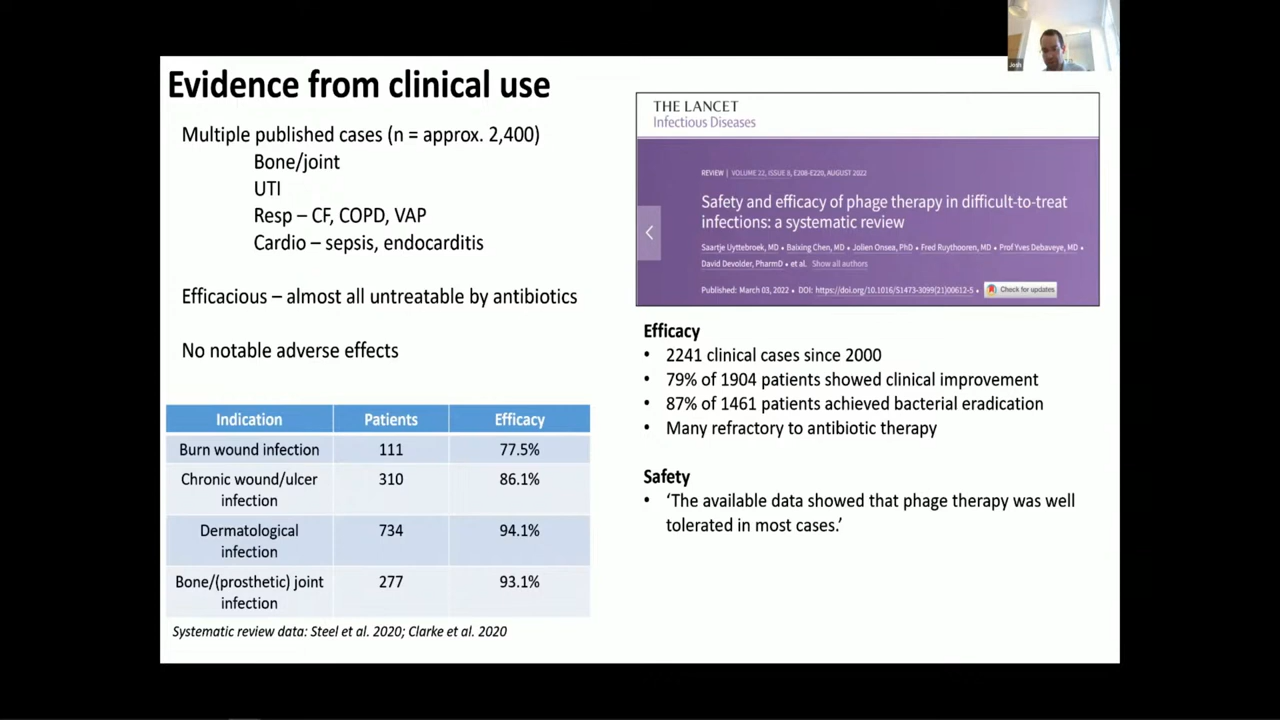 Evidence from clinical use
Multiple published cases (n = approx. 2,400)
Bone/joint
UTI
Resp – CF, COPD, VAP
Cardio – sepsis, endocarditis
Efficacious – almost all untreatable by antibiotics
No notable adverse effects
Indication Patients Efficacy
Burn wound infection 111 77.5%
Chronic wound/ulcer 310 86.1%
infection
Dermatological 734 94.1%
infection
Bone/(prosthetic) joint 277 93.1%
infection
Systematic review data: Steel et al. 2020; Clarke et al. 2020
THE LANCET
Infectious Diseases
REVIEW | VOLUME 22, ISSUE 8, E208-E220, AUGUST 2022
Safety and efficacy of phage therapy in difficult-to-treat
infections: a systematic review
Saartje Uyttebroek, MD • Baixing Chen, MD • Jolien Onsea, PhD • Fred Ruythooren, MD • Prof Yves Debaveye, MD •
David Devolder, PharmD • et al. Show all authors
Published: March 03, 2022 • DOI: https://doi.org/10.1016/S1473-3099(21)00612-5 • Check for updates
Efficacy
• 2241 clinical cases since 2000
• 79% of 1904 patients showed clinical improvement
• 87% of 1461 patients achieved bacterial eradication
• Many refractory to antibiotic therapy
Safety
• ‘The available data showed that phage therapy was well
tolerated in most cases.’
Josh